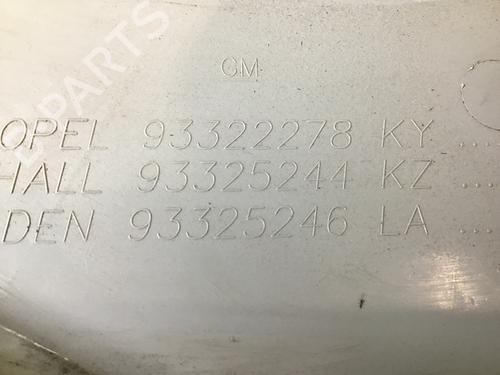 GM
OPEL 93322278 KY ...
HALL 93325244 KZ ...
DEN 93325246 LA ...